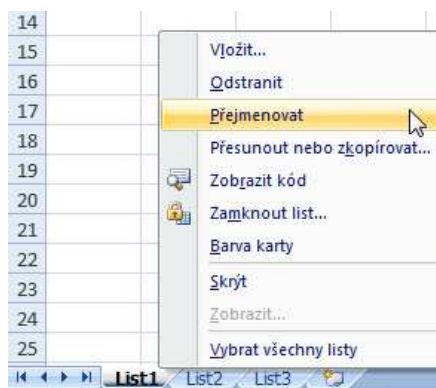 14
15
Vložit...
16
Odstranit
17
Přejmenovat
18
Přesunout nebo zkopírovat...
19
Zobrazit kód
20
Zamknout list...
21
Barva karty
22
23
Skrýt
24
Zobrazit...
25
Vybrat všechny listy
List1 List2 List3